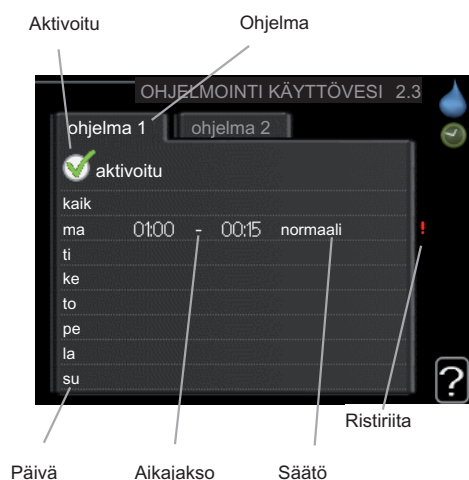 Aktivoitu Ohjelma
OHJELMOINTI KÄYTTÖVESI 2.3
ohjelma 1 ohjelma 2
aktivoitu
kaik
ma 01:00 - 00:15 normaali !
ti
ke
to
pe
la
su
?
Ristiriita
Päivä Aikajakso Säätö